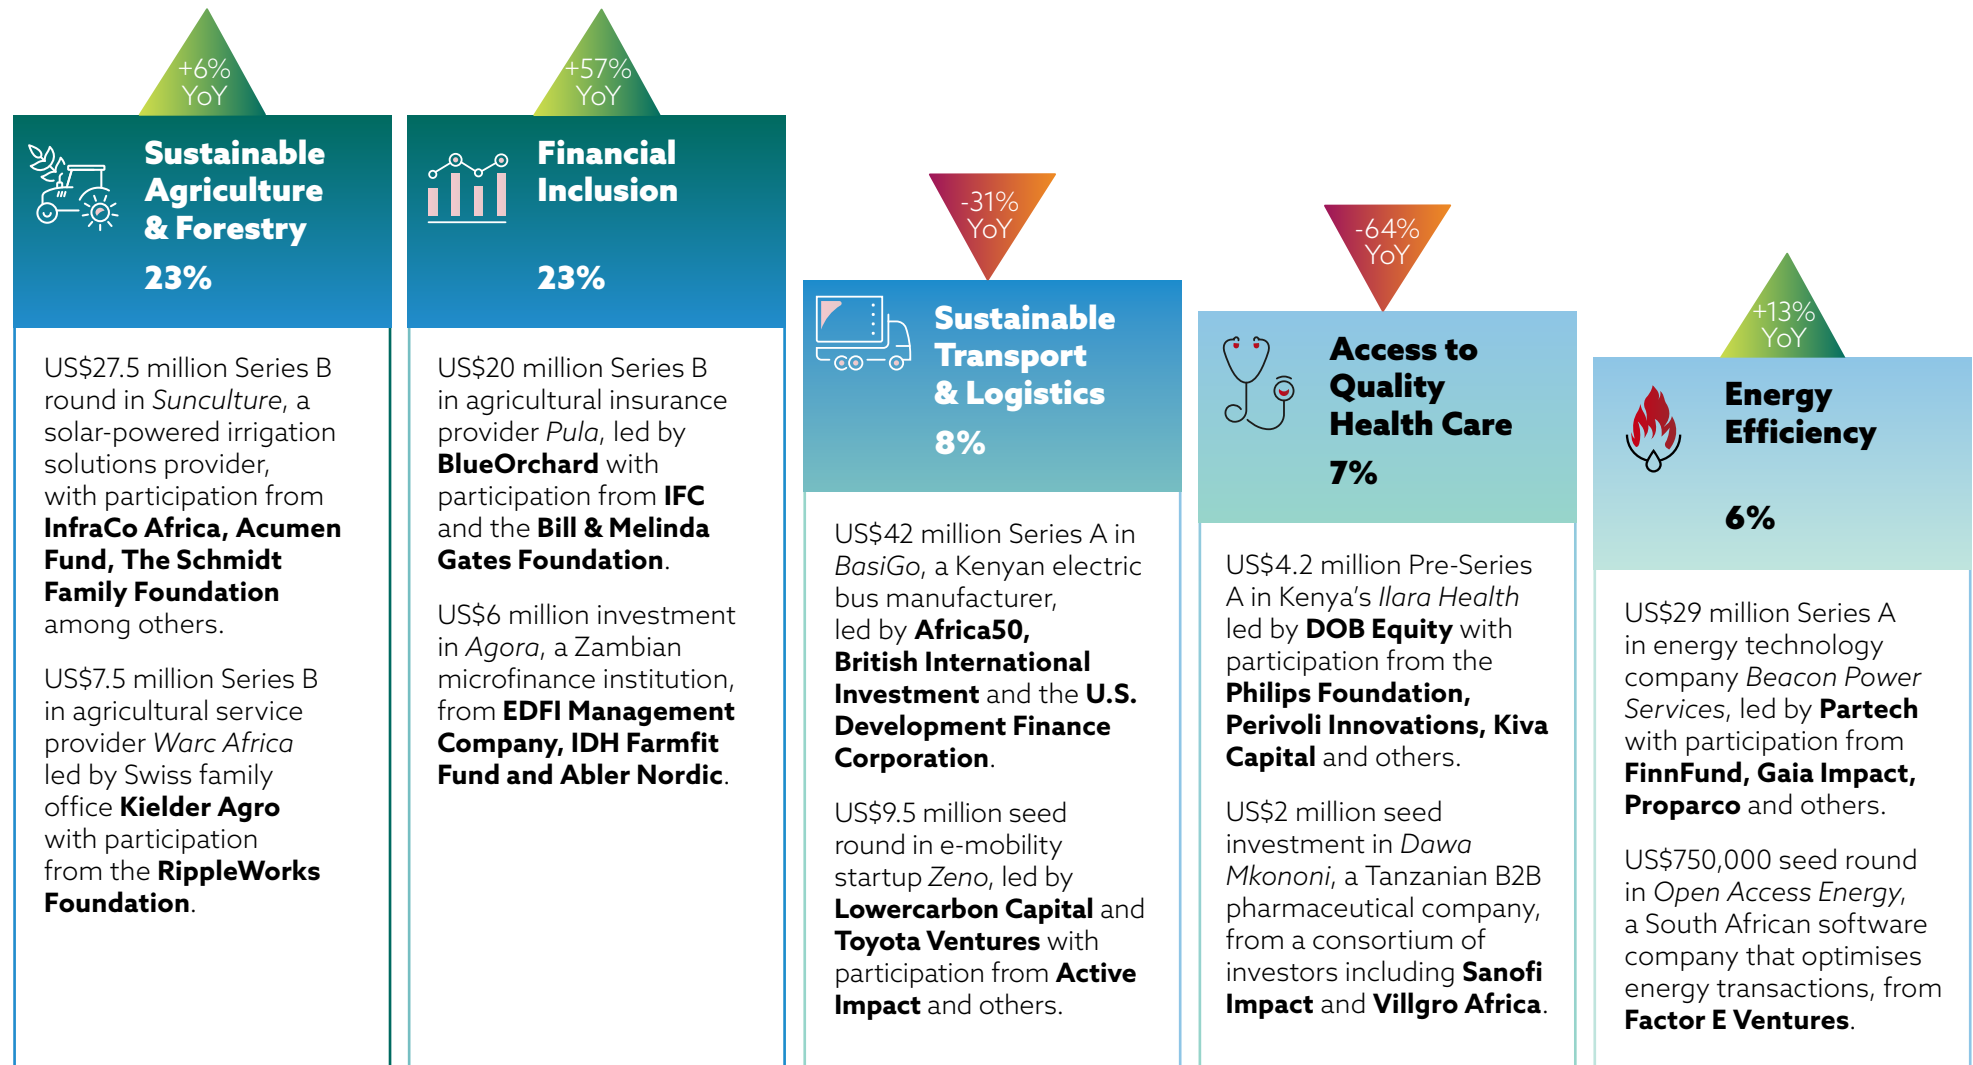 +6%
YoY
Sustainable
Agriculture
& Forestry
23%
US$27.5 million Series B
round in Sunculture, a
solar-powered irrigation
solutions provider,
with participation from
InfraCo Africa, Acumen
Fund, The Schmidt
Family Foundation
among others.
US$7.5 million Series B
in agricultural service
provider Warc Africa
led by Swiss family
office Kielder Agro
with participation
from the RippleWorks
Foundation.
+57%
YoY
Financial
Inclusion
23%
US$20 million Series B
in agricultural insurance
provider Pula, led by
BlueOrchard with
participation from IFC
and the Bill & Melinda
Gates Foundation.
US$6 million investment
in Agora, a Zambian
microfinance institution,
from EDFI Management
Company, IDH Farmfit
Fund and Abler Nordic.
-31%
YoY
Sustainable
Transport
& Logistics
8%
US$42 million Series A in
BasiGo, a Kenyan electric
bus manufacturer,
led by Africa50,
British International
Investment and the U.S.
Development Finance
Corporation.
US$9.5 million seed
round in e-mobility
startup Zeno, led by
Lowercarbon Capital and
Toyota Ventures with
participation from Active
Impact and others.
-64%
YoY
Access to
Quality
Health Care
7%
US$4.2 million Pre-Series
A in Kenya’s Ilara Health
led by DOB Equity with
participation from the
Philips Foundation,
Perivoli Innovations, Kiva
Capital and others.
US$2 million seed
investment in Dawa
Mkononi, a Tanzanian B2B
pharmaceutical company,
from a consortium of
investors including Sanofi
Impact and Villgro Africa.
+13%
YoY
Energy
Efficiency
6%
US$29 million Series A
in energy technology
company Beacon Power
Services, led by Partech
with participation from
FinnFund, Gaia Impact,
Proparco and others.
US$750,000 seed round
in Open Access Energy,
a South African software
company that optimises
energy transactions, from
Factor E Ventures.